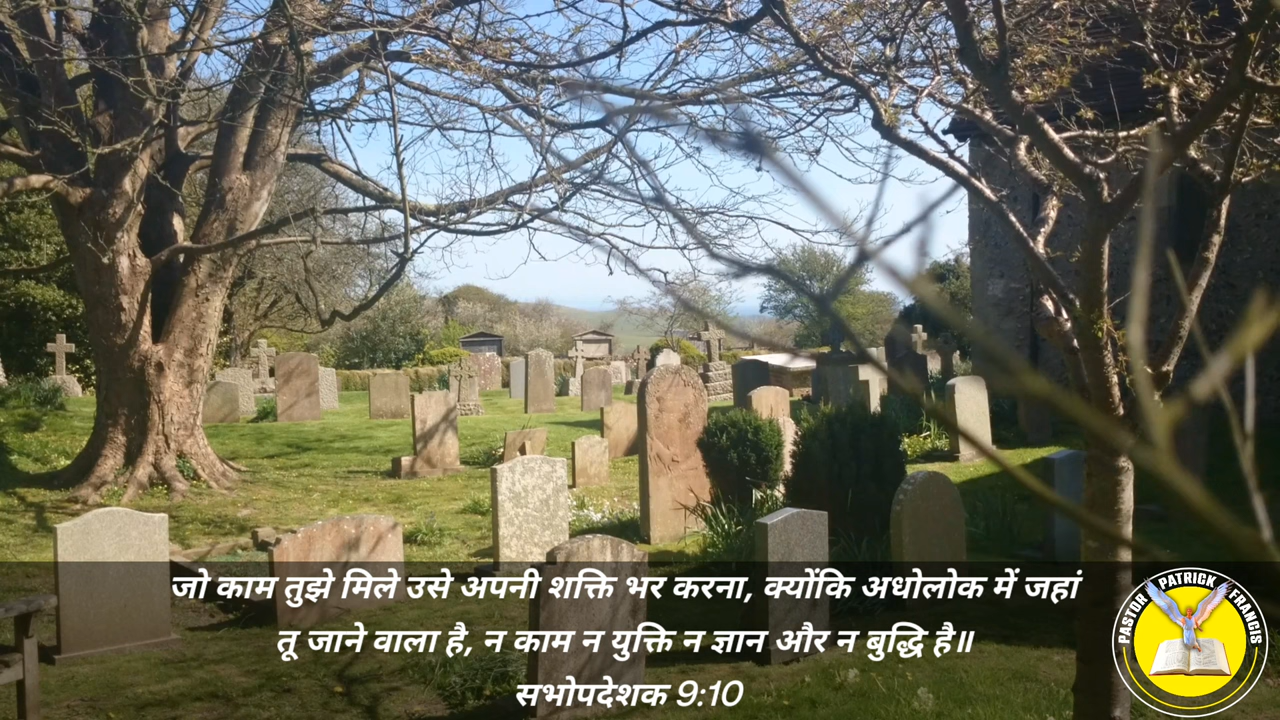 जो काम तुझे मिले उसे अपनी शक्ति भर करना, क्योंकि अधोलोक में जहां
तू जाने वाला है, न काम न युक्ति न ज्ञान और न बुद्धि है॥
सभोपदेशक 9:10
PASTOR PATRICK FRANCIS